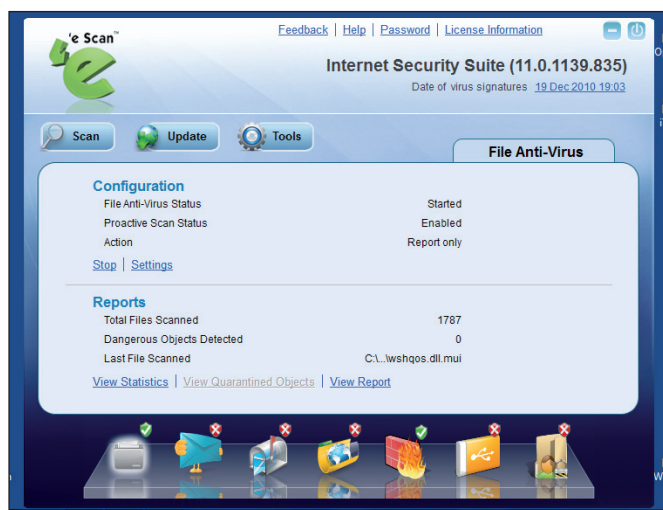 e Scan™
Feedback | Help | Password | License Information
Internet Security Suite (11.0.1139.835)
Date of virus signatures 19 Dec 2010 19:03
Scan Update Tools
File Anti-Virus
Configuration
File Anti-Virus Status Started
Proactive Scan Status Enabled
Action Report only
Stop | Settings
Reports
Total Files Scanned 1787
Dangerous Objects Detected 0
Last File Scanned C:\...\wshqos.dll.mui
View Statistics | View Quarantined Objects | View Report